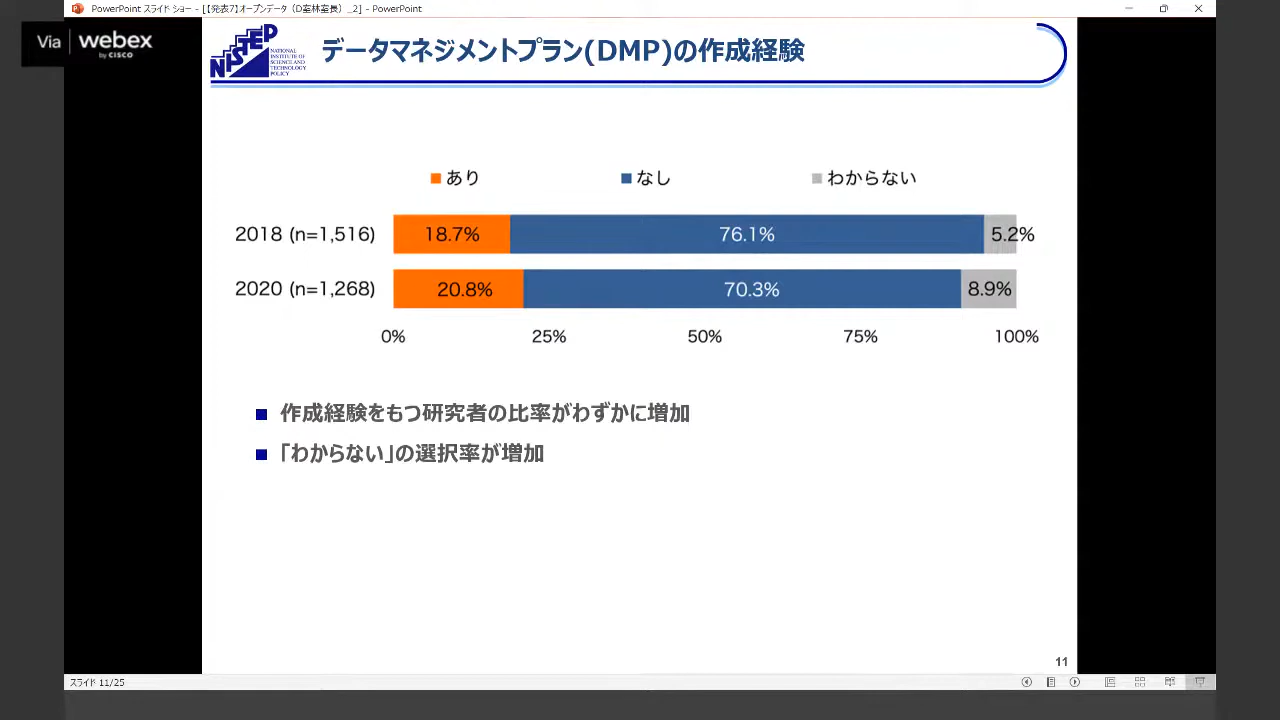 PowerPoint スライド ショー - [【発表7】オープンデータ（D室林室長）_2] - PowerPoint
Via webex
by CISCO
NISTEP
NATIONAL
INSTITUTE OF
SCIENCE AND
TECHNOLOGY
POLICY
データマネジメントプラン(DMP)の作成経験
あり なし わからない
2018 (n=1,516) 18.7% 76.1% 5.2%
2020 (n=1,268) 20.8% 70.3% 8.9%
0% 25% 50% 75% 100%
作成経験をもつ研究者の比率がわずかに増加
「わからない」の選択率が増加
11
スライド 11/25